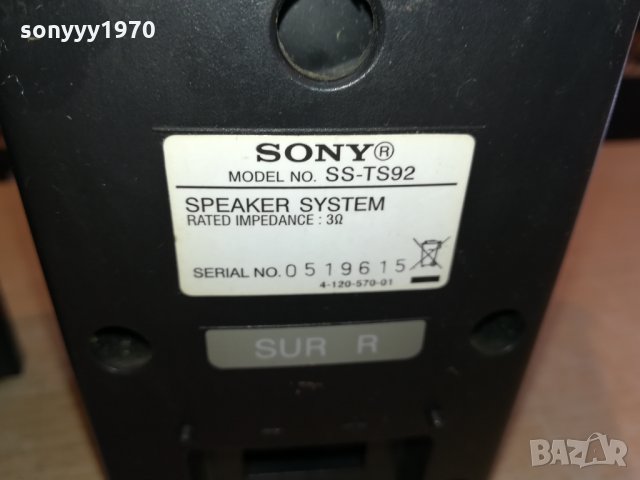 sonyyy1970
SONY®
MODEL NO. SS-TS92
SPEAKER SYSTEM
RATED IMPEDANCE : 3Ω
SERIAL NO. 0519615
4-120-570-01
SUR R
BAZAR